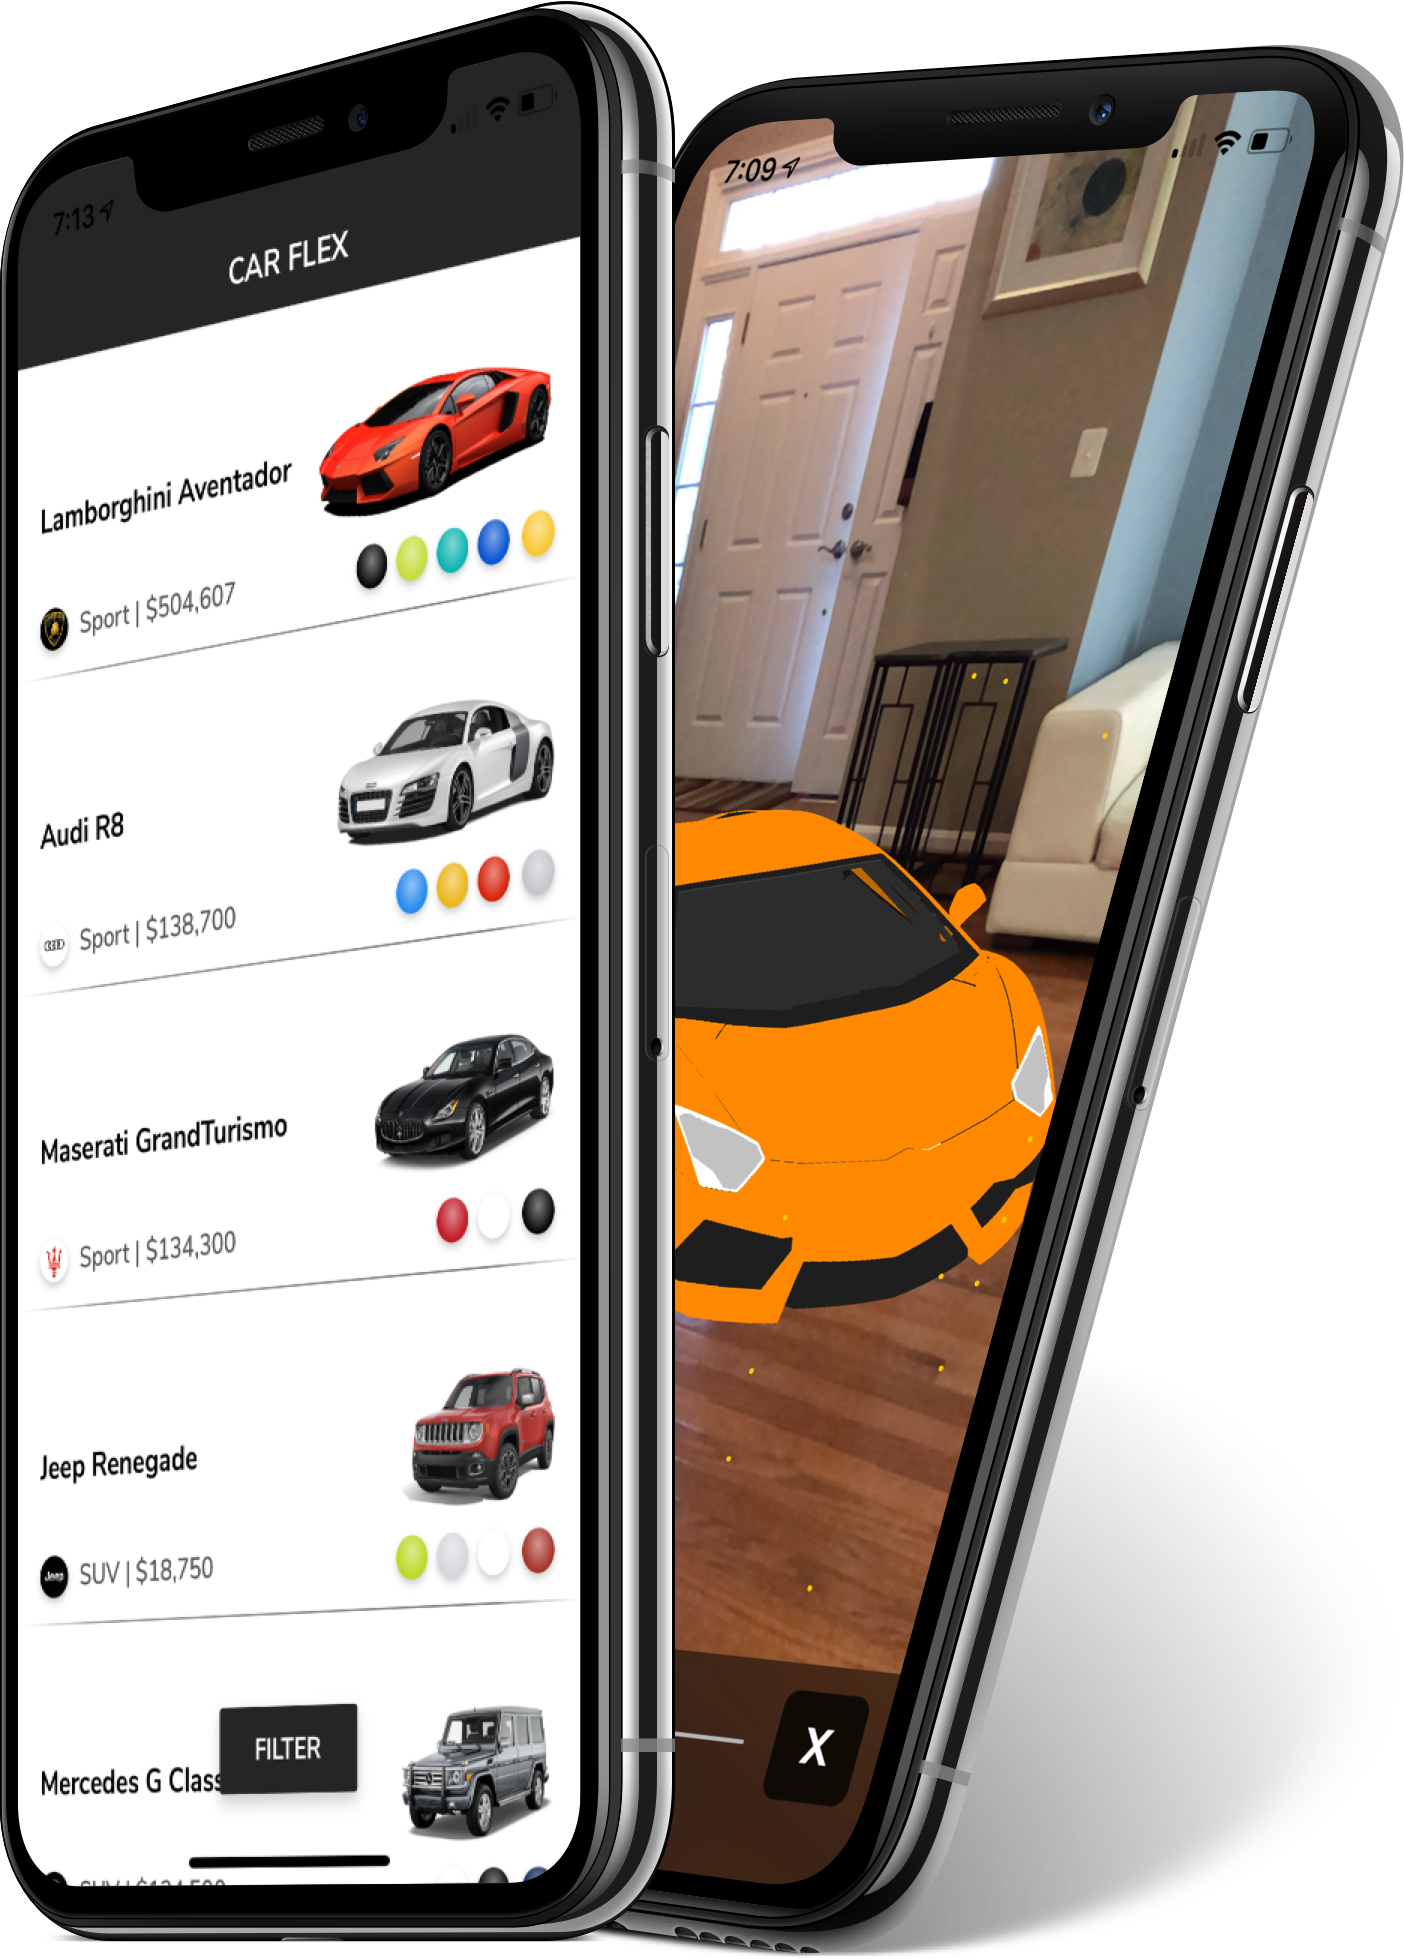 7:13
CAR FLEX
Lamborghini Aventador
Sport | $504,607
Audi R8
Sport | $138,700
Maserati GrandTurismo
Sport | $134,300
Jeep Renegade
Jeep
SUV | $18,750
Mercedes G Class
FILTER
7:09
X